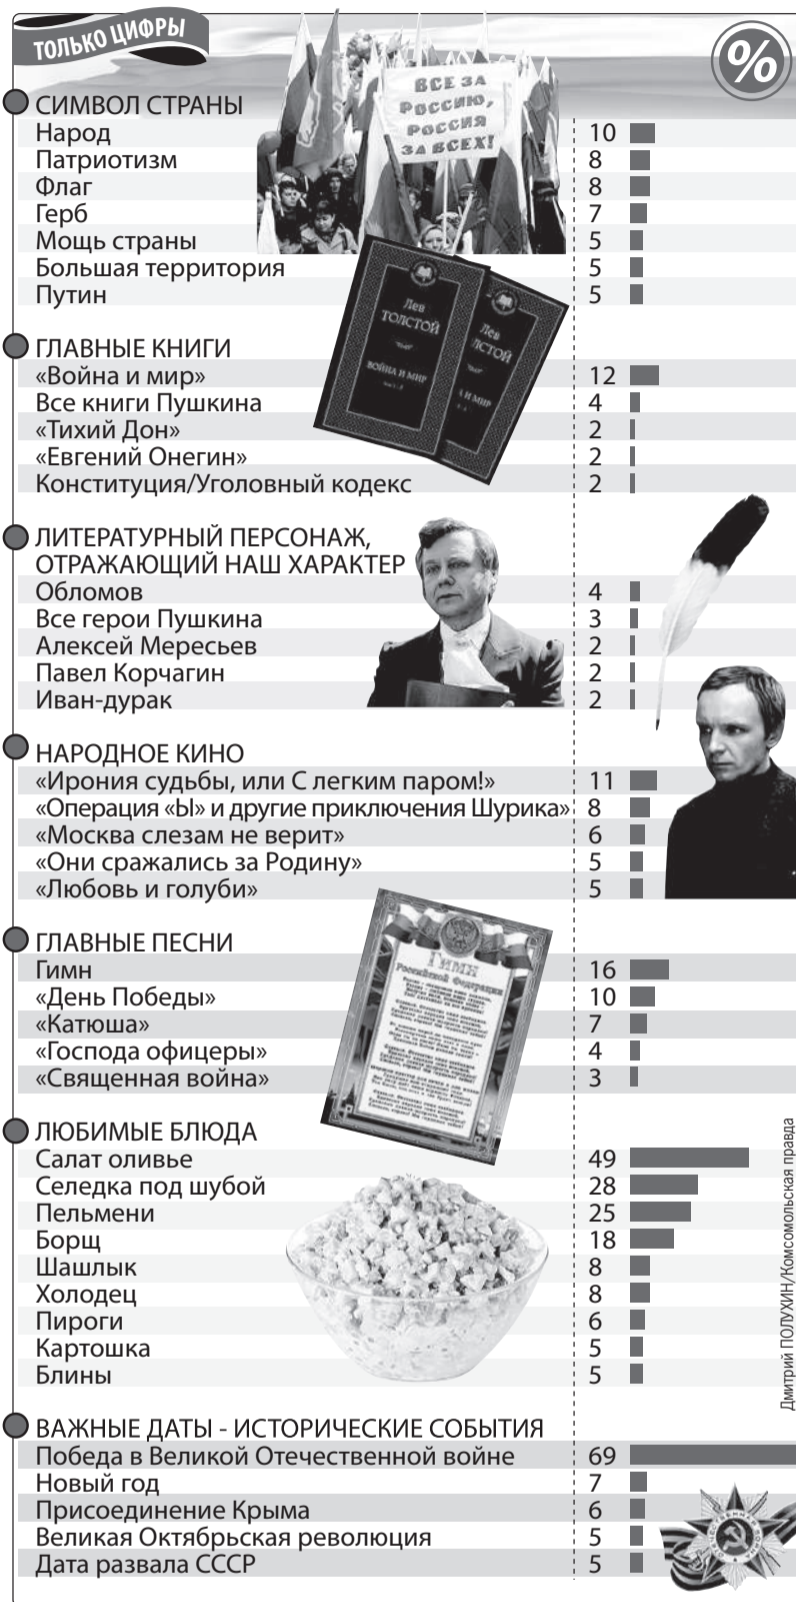 ТОЛЬКО ЦИФРЫ
%
ВСЕ ЗА
РОССИЮ,
РОССИЯ
ЗА ВСЕХ!
СИМВОЛ СТРАНЫ
Народ 10
Патриотизм 8
Флаг 8
Герб 7
Мощь страны 5
Большая территория 5
Путин 5
Лев
ТОЛСТОЙ
ВОЙНА И МИР
Лев
ЛСТОЙ
А И МИР
ГЛАВНЫЕ КНИГИ
«Война и мир» 12
Все книги Пушкина 4
«Тихий Дон» 2
«Евгений Онегин» 2
Конституция/Уголовный кодекс 2
ЛИТЕРАТУРНЫЙ ПЕРСОНАЖ,
ОТРАЖАЮЩИЙ НАШ ХАРАКТЕР
Обломов 4
Все герои Пушкина 3
Алексей Мересьев 2
Павел Корчагин 2
Иван-дурак 2
НАРОДНОЕ КИНО
«Ирония судьбы, или С легким паром!» 11
«Операция «Ы» и другие приключения Шурика» 8
«Москва слезам не верит» 6
«Они сражались за Родину» 5
«Любовь и голуби» 5
ГЛАВНЫЕ ПЕСНИ
Гимн 16
«День Победы» 10
«Катюша» 7
«Господа офицеры» 4
«Священная война» 3
Гимн
Российской Федерации
ЛЮБИМЫЕ БЛЮДА
Салат оливье 49
Селедка под шубой 28
Пельмени 25
Борщ 18
Шашлык 8
Холодец 8
Пироги 6
Картошка 5
Блины 5
Дмитрий ПОЛУХИН/Комсомольская правда
ВАЖНЫЕ ДАТЫ - ИСТОРИЧЕСКИЕ СОБЫТИЯ
Победа в Великой Отечественной войне 69
Новый год 7
Присоединение Крыма 6
Великая Октябрьская революция 5
Дата развала СССР 5